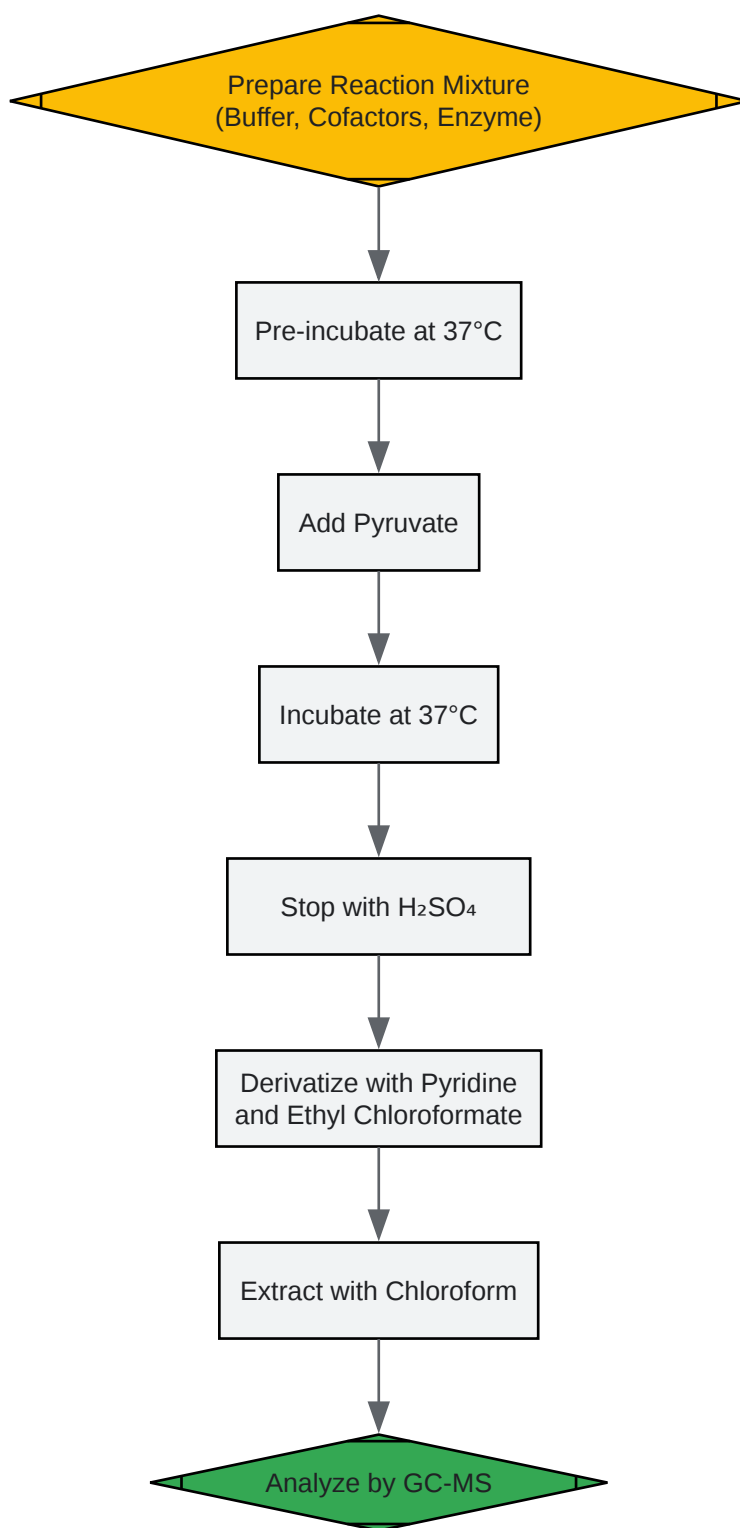 Prepare Reaction Mixture
(Buffer, Cofactors, Enzyme)
Pre-incubate at 37°C
Add Pyruvate
Incubate at 37°C
Stop with H₂SO₄
Derivatize with Pyridine
and Ethyl Chloroformate
Extract with Chloroform
Analyze by GC-MS